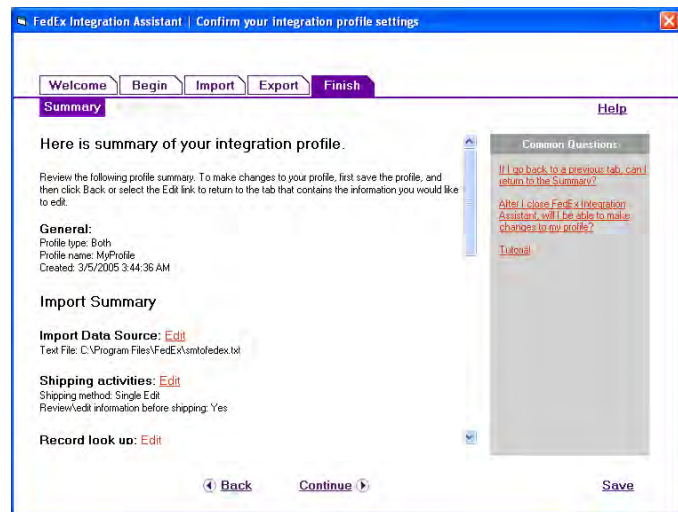 FedEx Integration Assistant | Confirm your integration profile settings
Welcome Begin Import Export Finish
Summary
Help
Here is summary of your integration profile.
Review the following profile summary. To make changes to your profile, first save the profile, and
then click Back or select the Edit link to return to the tab that contains the information you would like
to edit.
General:
Profile type: Both
Profile name: MyProfile
Created: 3/5/2005 3:44:36 AM
Import Summary
Import Data Source: Edit
Text File: C:\Program Files\FedEx\smtofedex.txt
Shipping activities: Edit
Shipping method: Single Edit
Review\edit information before shipping: Yes
Record look up: Edit
Common Questions
If I go back to a previous tab, can I
return to the Summary?
After I close FedEx Integration
Assistant, will I be able to make
changes to my profile?
Tutorial
Back Continue Save